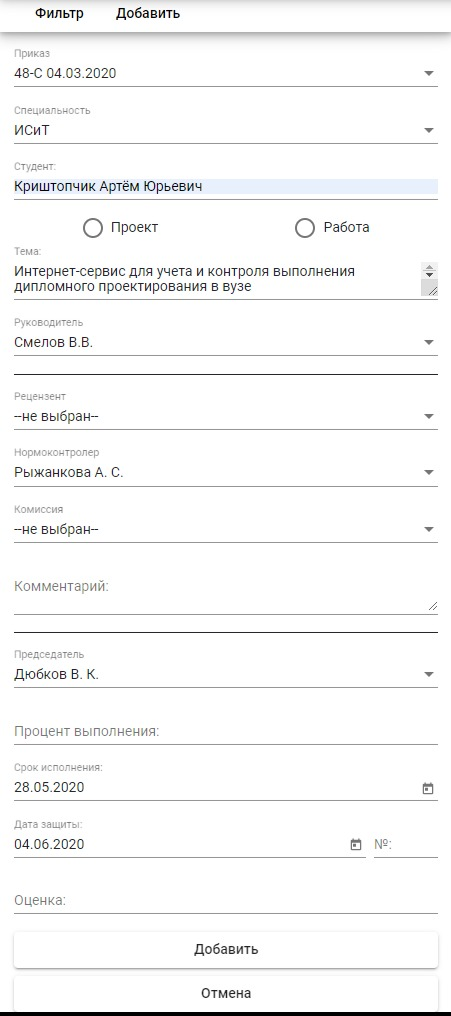 Фильтр Добавить
Приказ
48-С 04.03.2020
Специальность
ИСиТ
Студент:
Криштопчик Артём Юрьевич
Проект Работа
Тема:
Интернет-сервис для учета и контроля выполнения
дипломного проектирования в вузе
Руководитель
Смелов В.В.
Рецензент
--не выбран--
Нормоконтролер
Рыжанкова А. С.
Комиссия
--не выбран--
Комментарий:
Председатель
Дюбков В. К.
Процент выполнения:
Срок исполнения:
28.05.2020
Дата защиты:
04.06.2020 №:
Оценка:
Добавить
Отмена